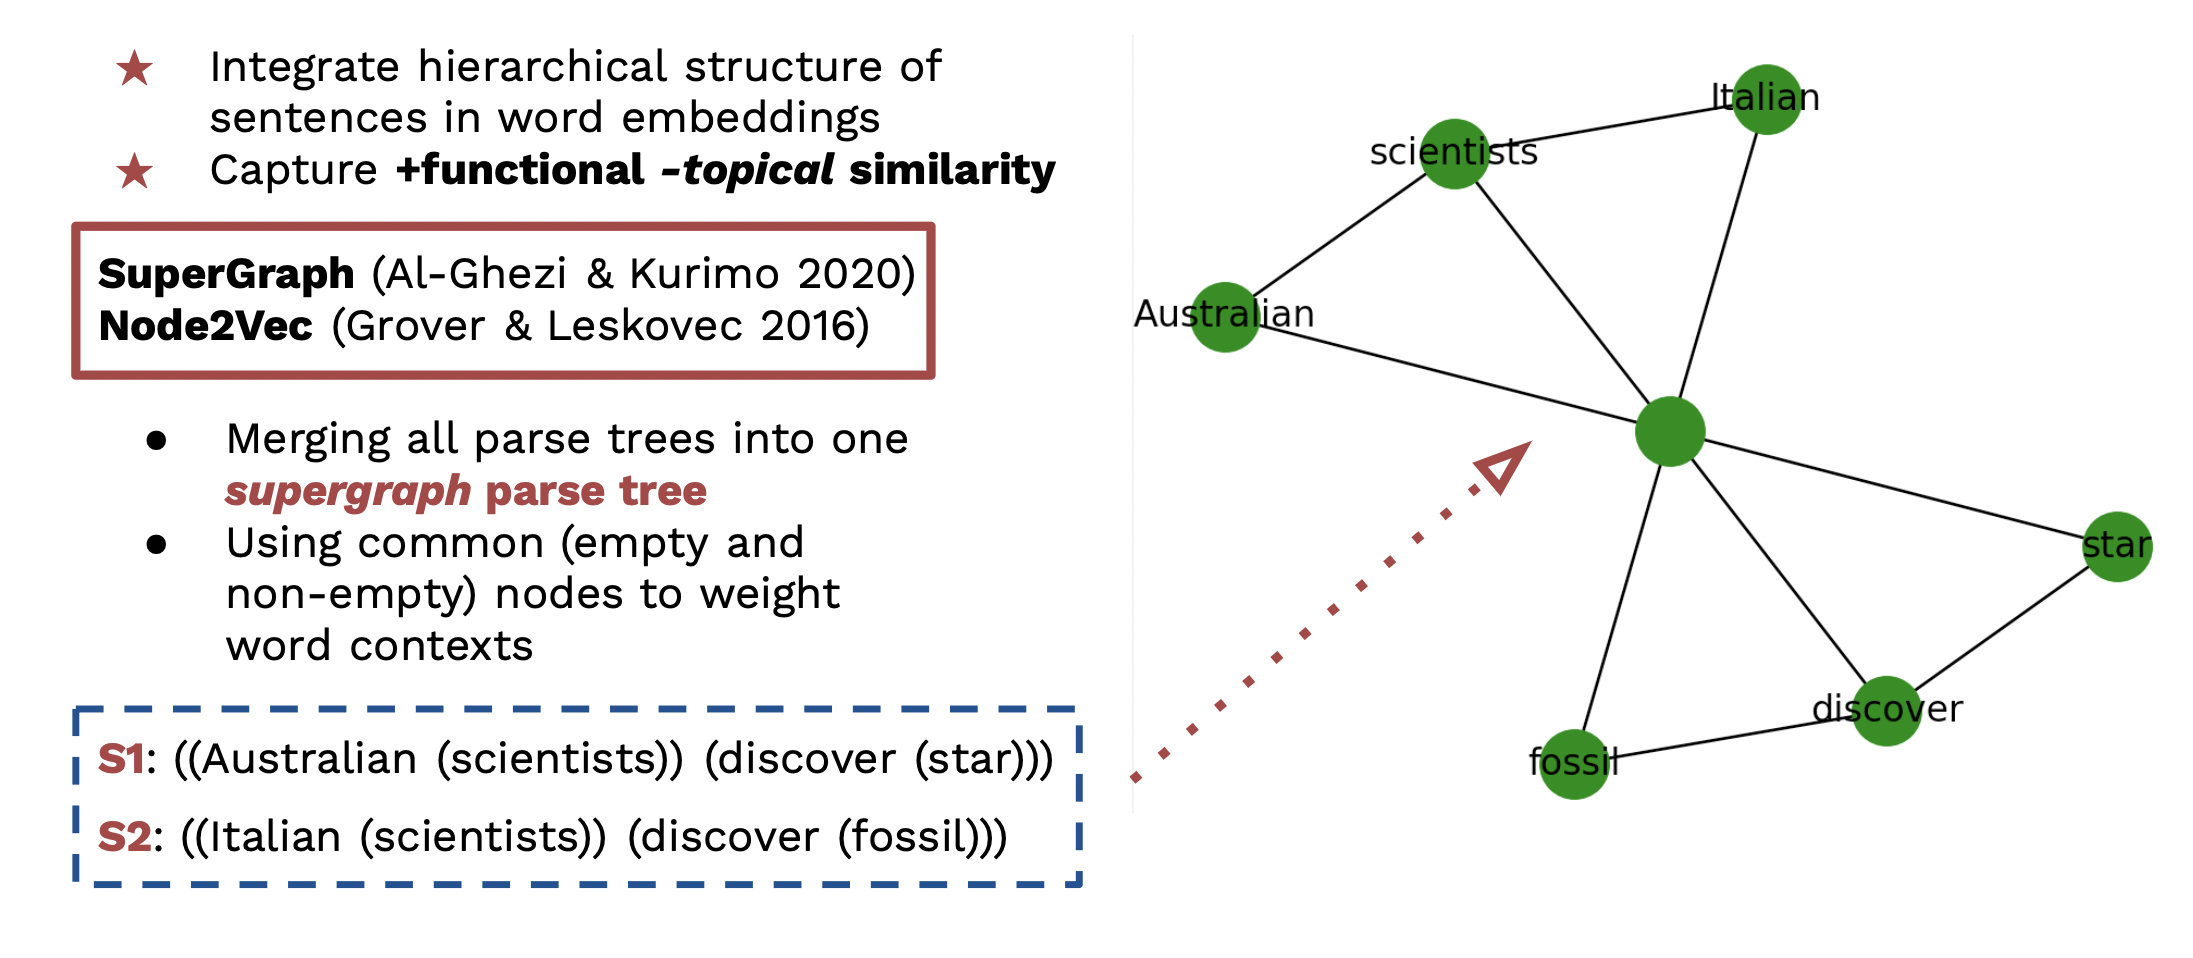 Integrate hierarchical structure of
sentences in word embeddings
Capture +functional -topical similarity
SuperGraph (Al-Ghezi & Kurimo 2020)
Node2Vec (Grover & Leskovec 2016)
Merging all parse trees into one
supergraph parse tree
Using common (empty and
non-empty) nodes to weight
word contexts
S1: ((Australian (scientists)) (discover (star)))
S2: ((Italian (scientists)) (discover (fossil)))
Italian
scientists
Australian
star
discover
fossil